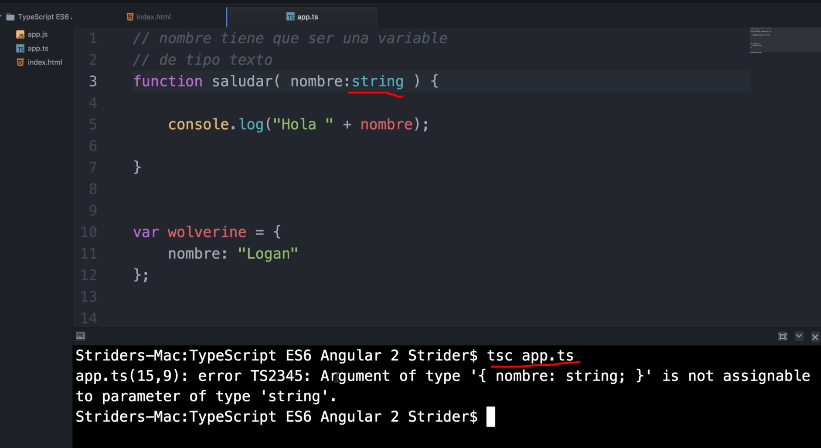 TypeScript ES6
index.html
TS app.ts
app.js
app.ts
index.html
1 // nombre tiene que ser una variable
2 // de tipo texto
3 function saludar( nombre:string ) {
4
5 console.log("Hola " + nombre);
6
7 }
8
9
10 var wolverine = {
11 nombre: "Logan"
12 };
13
14
Striders-Mac:TypeScript ES6 Angular 2 Strider$ tsc app.ts
app.ts(15,9): error TS2345: Argument of type '{ nombre: string; }' is not assignable
to parameter of type 'string'.
Striders-Mac:TypeScript ES6 Angular 2 Strider$